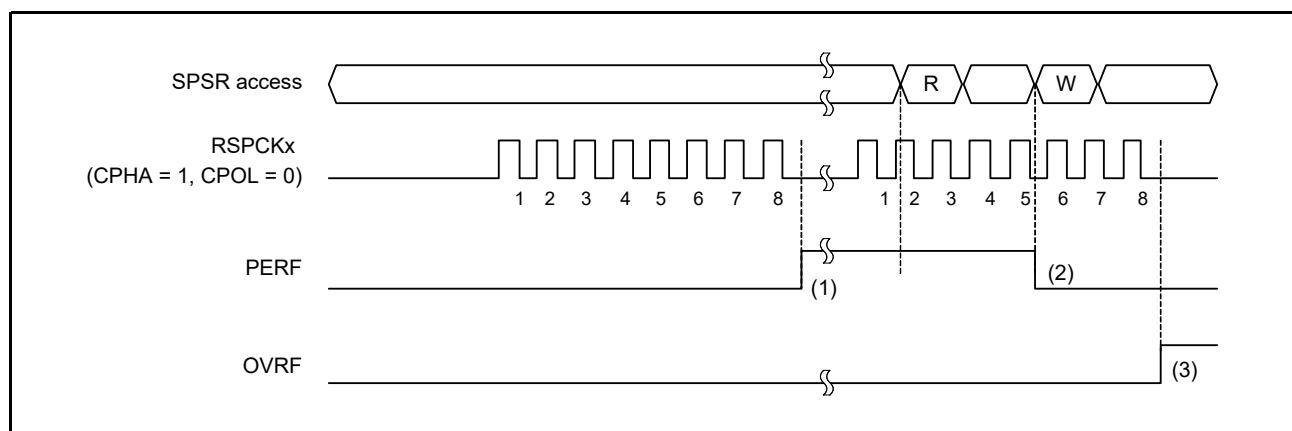 SPSR access
R
W
RSPCKx
(CPHA = 1, CPOL = 0)
1 2 3 4 5 6 7 8 1 2 3 4 5 6 7 8
PERF
(1)
(2)
OVRF
(3)